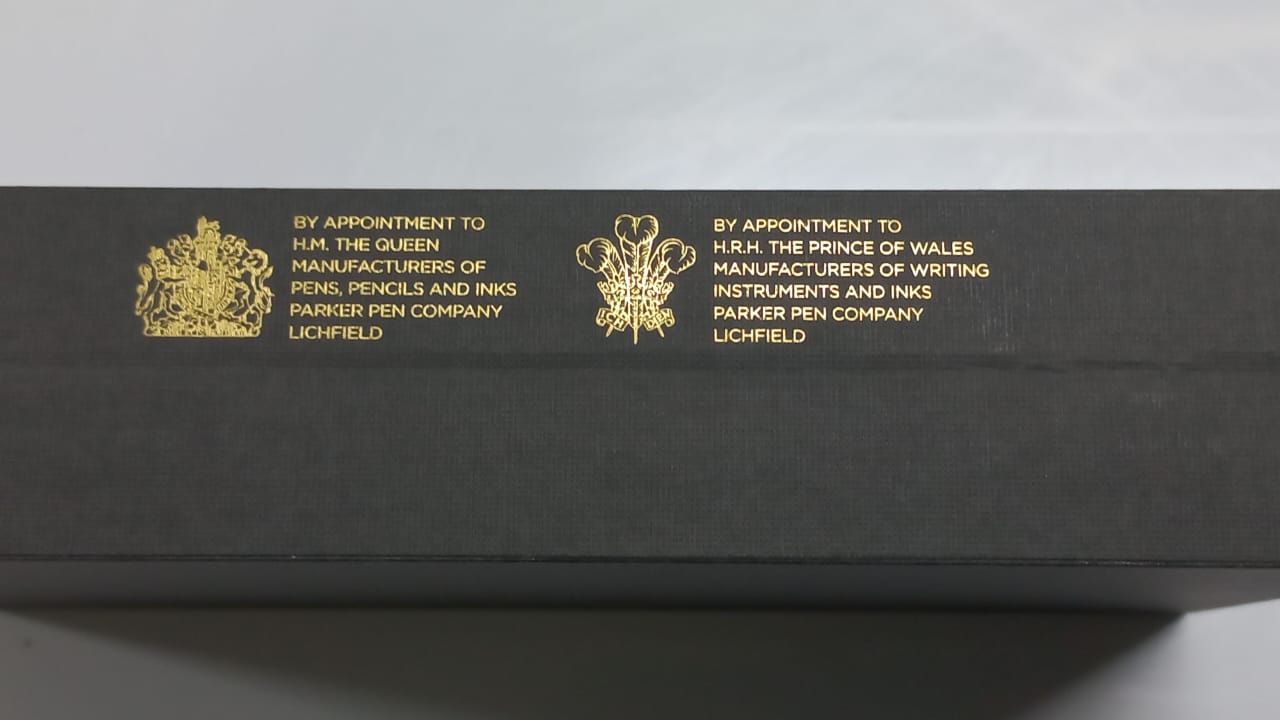 BY APPOINTMENT TO
H.M. THE QUEEN
MANUFACTURERS OF
PENS, PENCILS AND INKS
PARKER PEN COMPANY
LICHFIELD
BY APPOINTMENT TO
H.R.H. THE PRINCE OF WALES
MANUFACTURERS OF WRITING
INSTRUMENTS AND INKS
PARKER PEN COMPANY
LICHFIELD